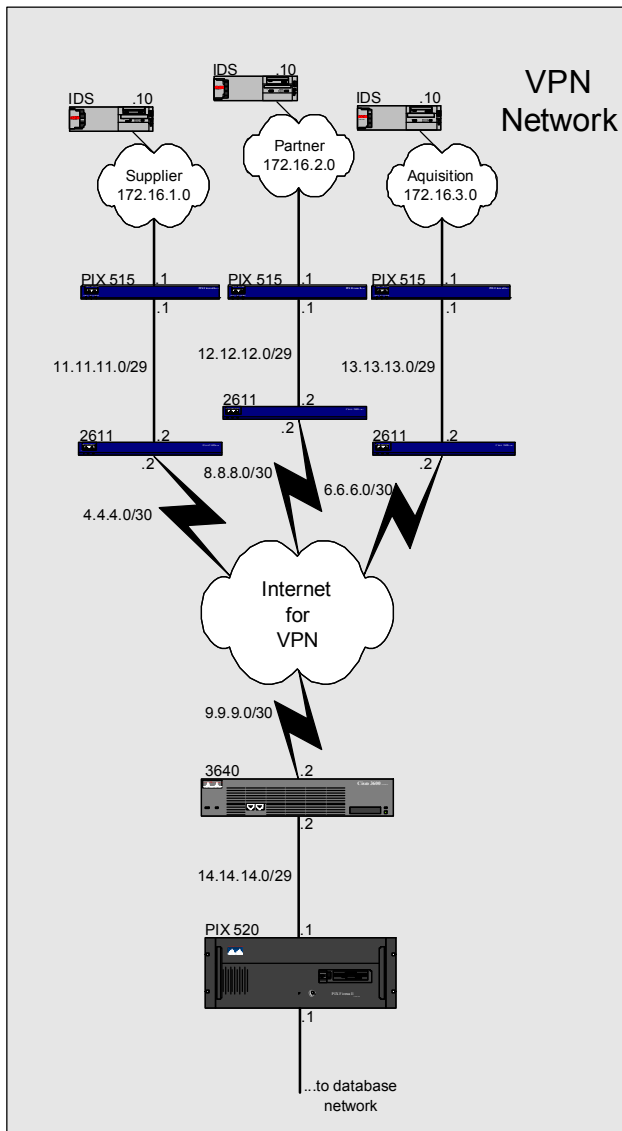 VPN
Network
IDS .10
IDS .10
IDS .10
Supplier
172.16.1.0
Partner
172.16.2.0
Aquisition
172.16.3.0
PIX 515 .1
.1
PIX 515 .1
.1
PIX 515 .1
.1
11.11.11.0/29
12.12.12.0/29
13.13.13.0/29
2611 .2
.2
2611 .2
.2
2611 .2
.2
4.4.4.0/30
8.8.8.0/30
6.6.6.0/30
Internet
for
VPN
9.9.9.0/30
3640 .2
.2
14.14.14.0/29
PIX 520 .1
.1
...to database
network